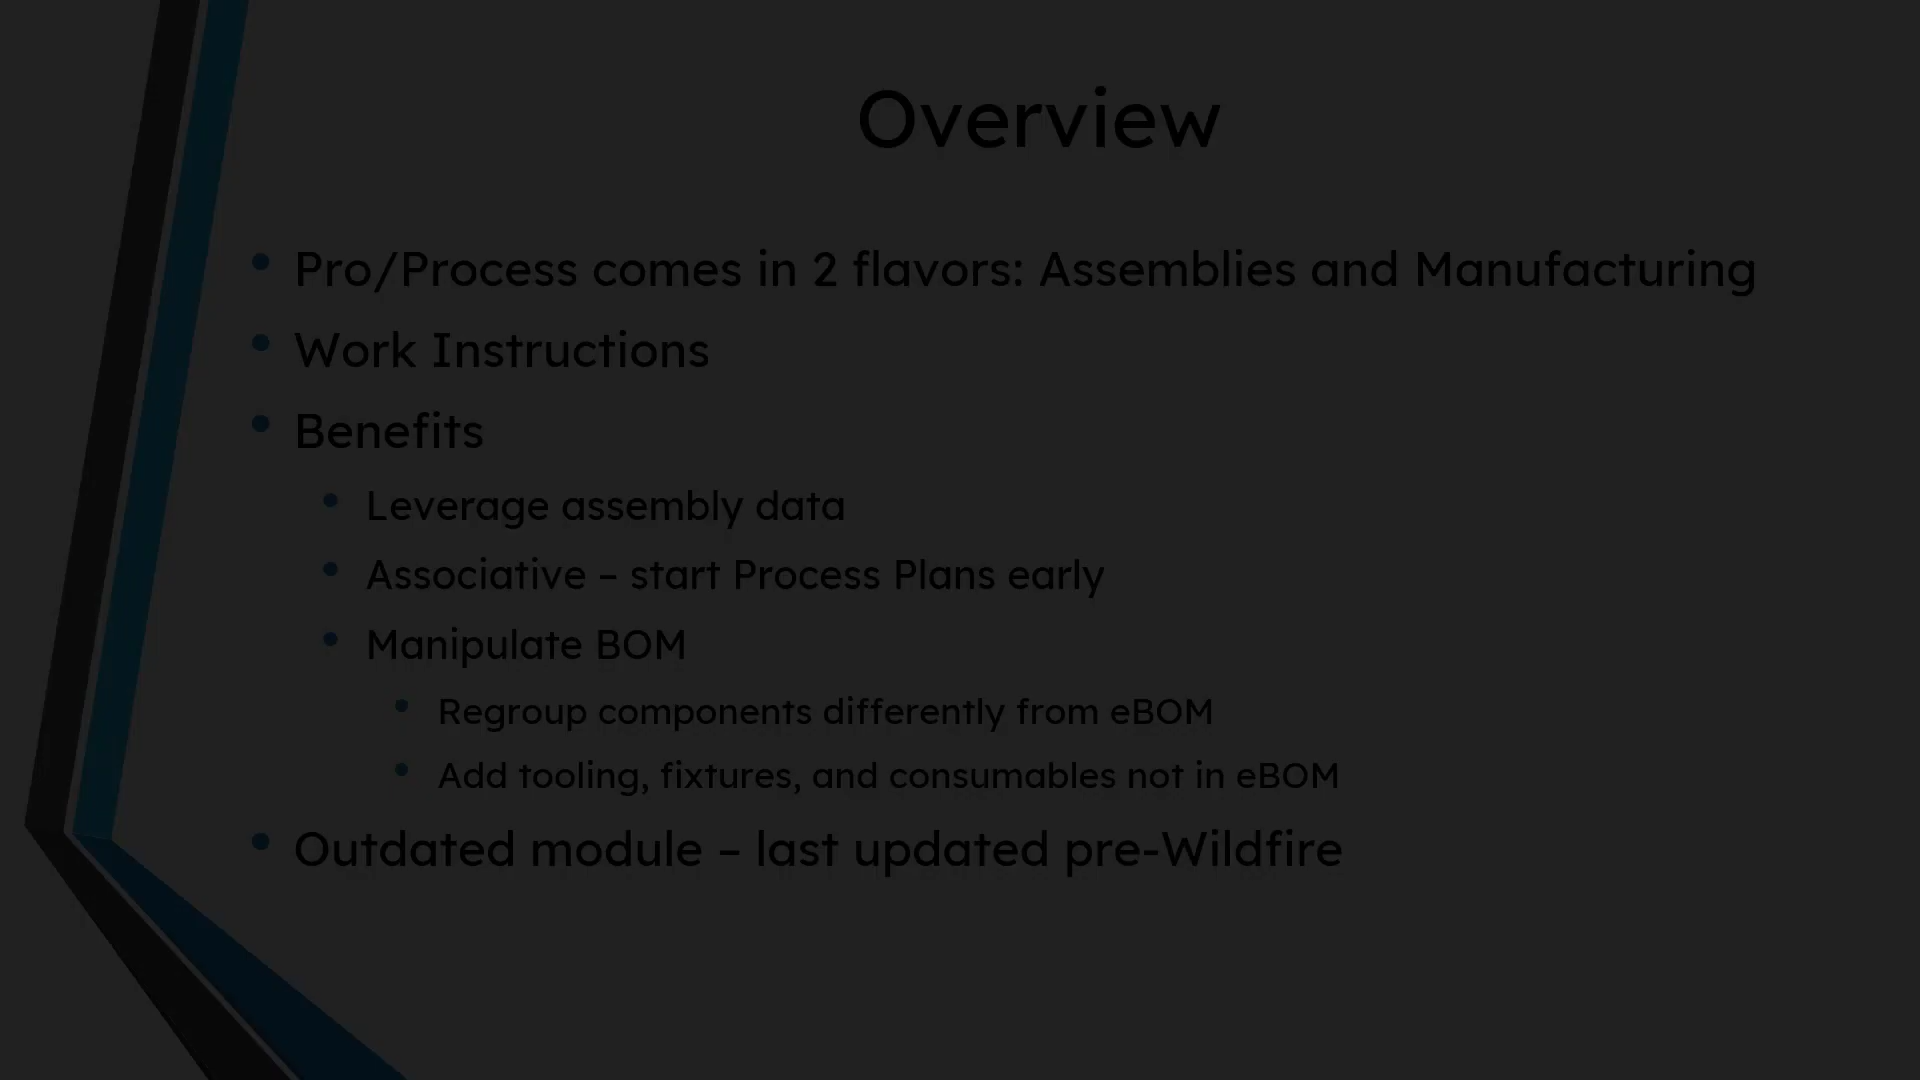 Overview
• Pro/Process comes in 2 flavors: Assemblies and Manufacturing
• Work Instructions
• Benefits
• Leverage assembly data
• Associative – start Process Plans early
• Manipulate BOM
• Regroup components differently from eBOM
• Add tooling, fixtures, and consumables not in eBOM
• Outdated module – last updated pre-Wildfire